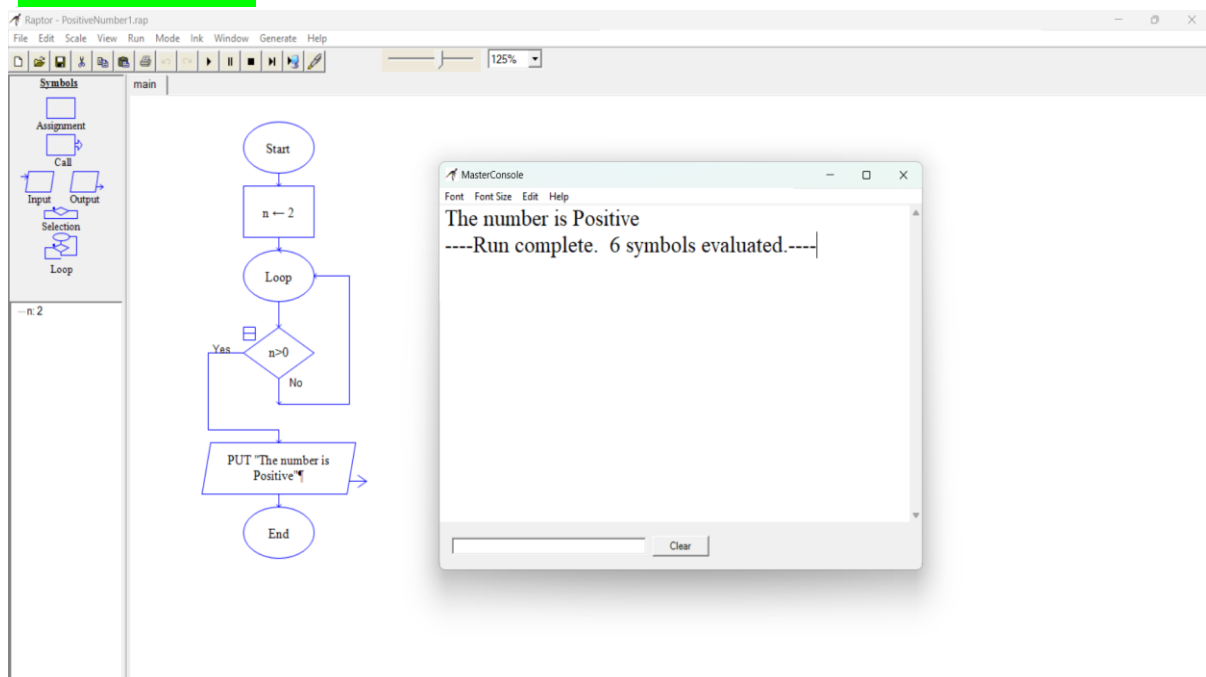 Raptor - PositiveNumber1.rap
File Edit Scale View Run Mode Ink Window Generate Help
125%
Symbols
Assignment
Call
Input Output
Selection
Loop
n: 2
main
Start
n ← 2
Loop
Yes
n>0
No
PUT "The number is
Positive"¶
End
MasterConsole
Font Font Size Edit Help
The number is Positive
----Run complete.  6 symbols evaluated.----
Clear